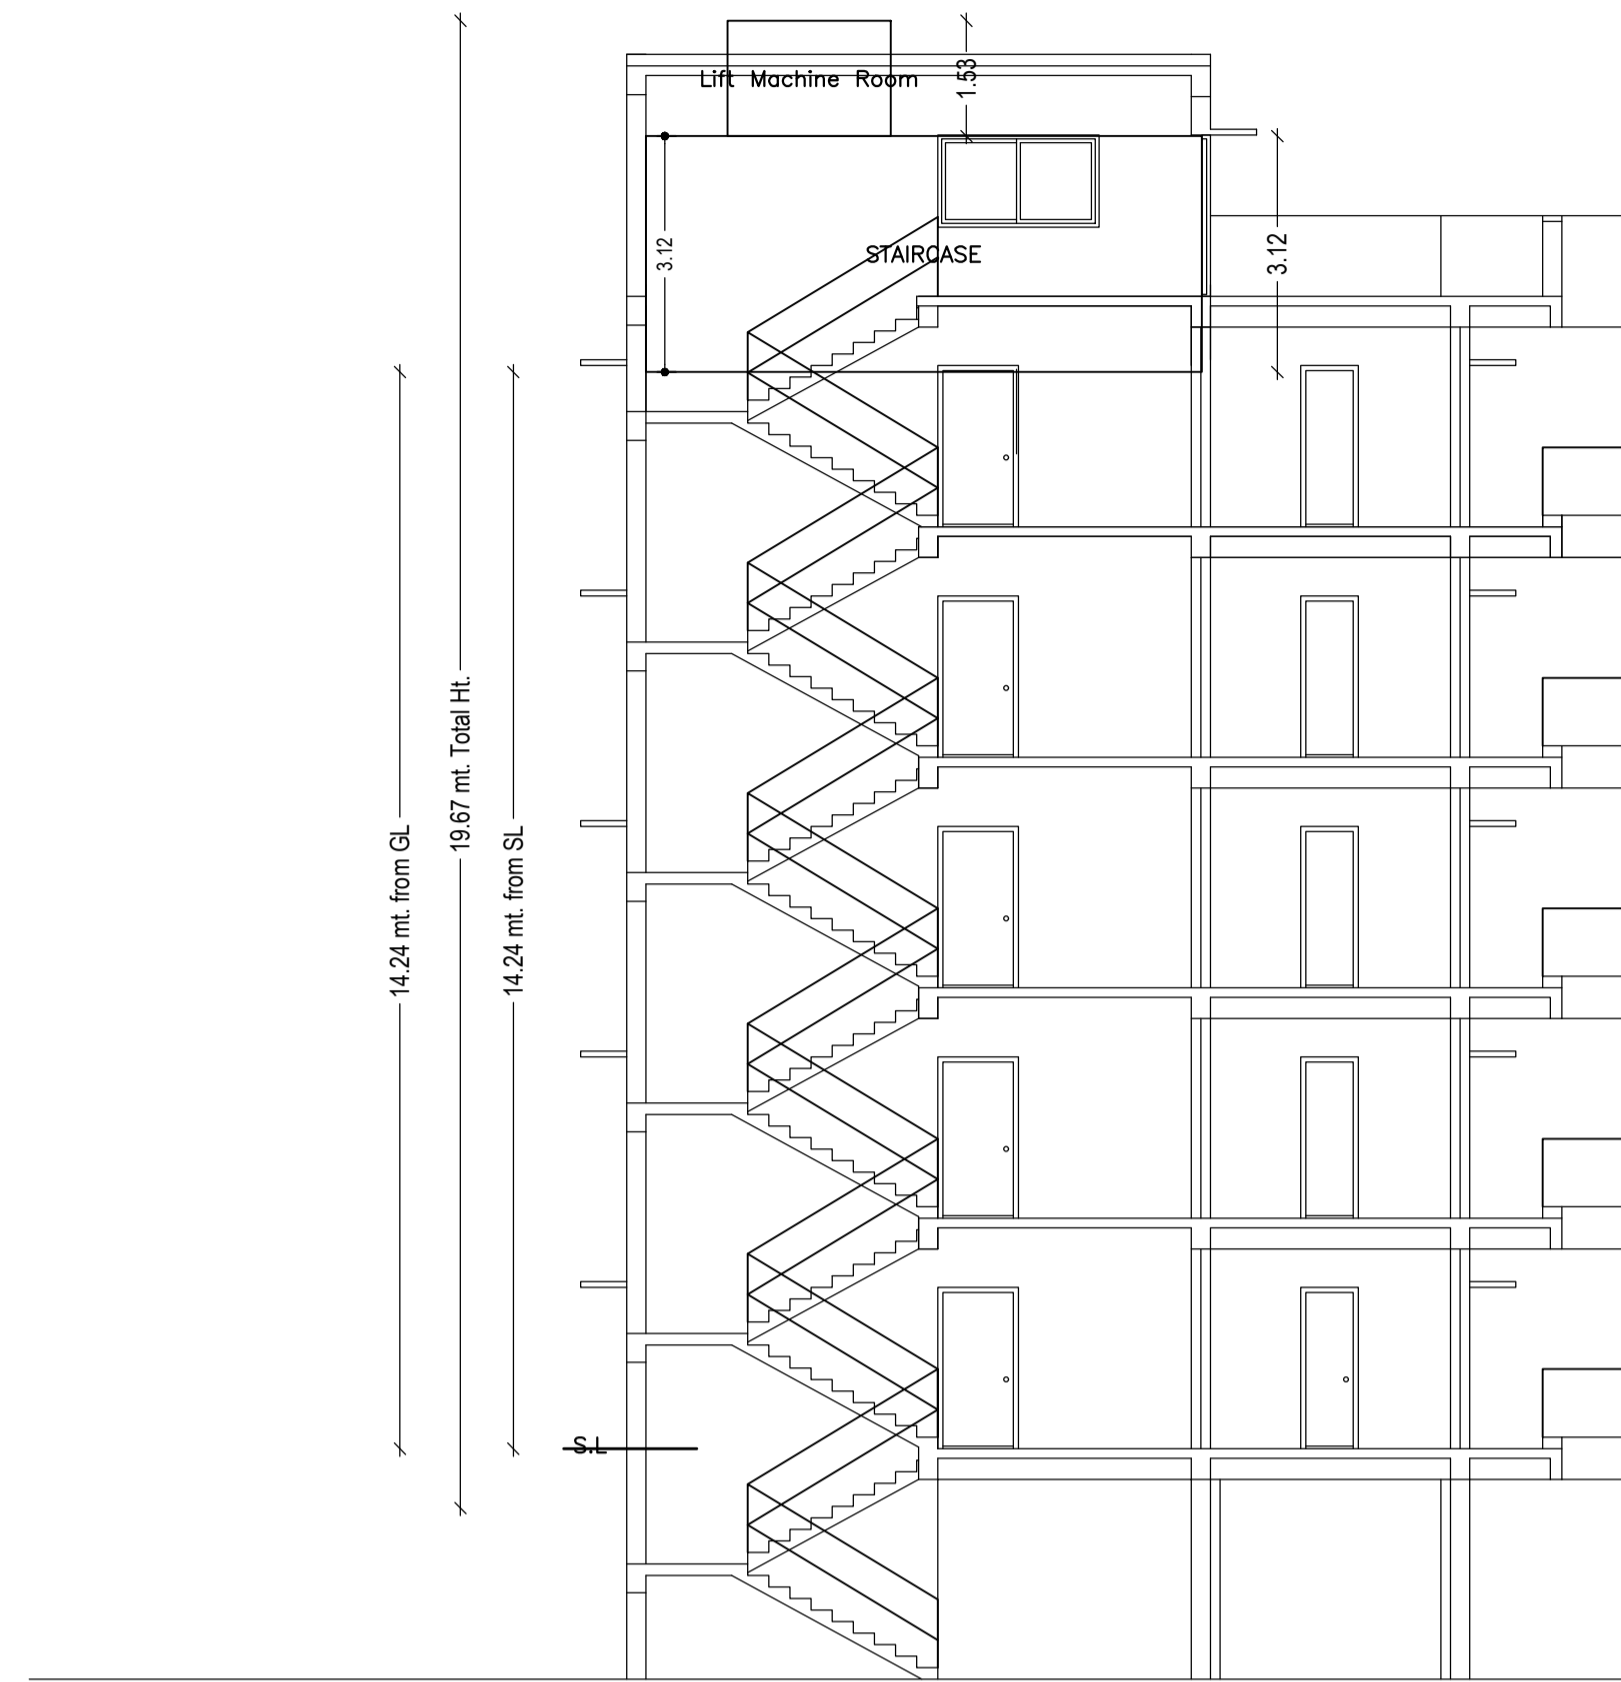 Lift Machine Room
1.53
3.12
STAIRCASE
3.12
19.67 mt. Total Ht.
14.24 mt. from GL
14.24 mt. from SL
S.L